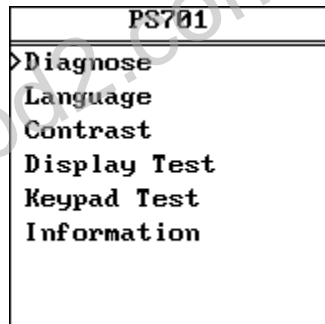 PS701
>Diagnose
Language
Contrast
Display Test
Keypad Test
Information